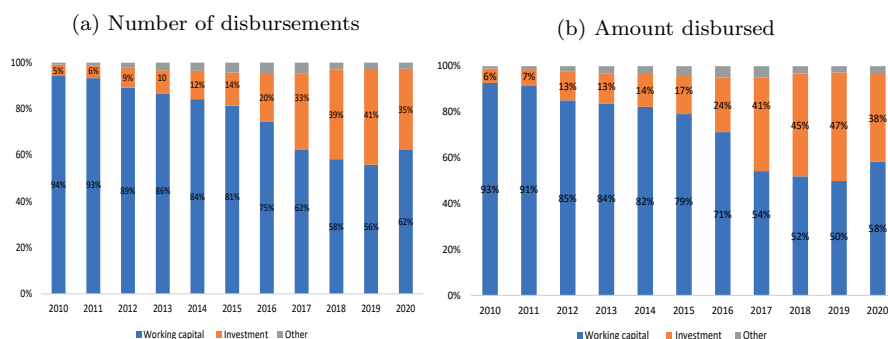 (a) Number of disbursements
100%
80%
60%
40%
20%
0%
5% 6% 9% 10 12% 14% 20% 33% 39% 41% 35%
94% 93% 89% 86% 84% 81% 75% 62% 58% 56% 62%
2010 2011 2012 2013 2014 2015 2016 2017 2018 2019 2020
Working capital Investment Other
(b) Amount disbursed
100%
80%
60%
40%
20%
0%
6% 7% 13% 13% 14% 17% 24% 41% 45% 47% 38%
93% 91% 85% 84% 82% 79% 71% 54% 52% 50% 58%
2010 2011 2012 2013 2014 2015 2016 2017 2018 2019 2020
Working capital Investment Other